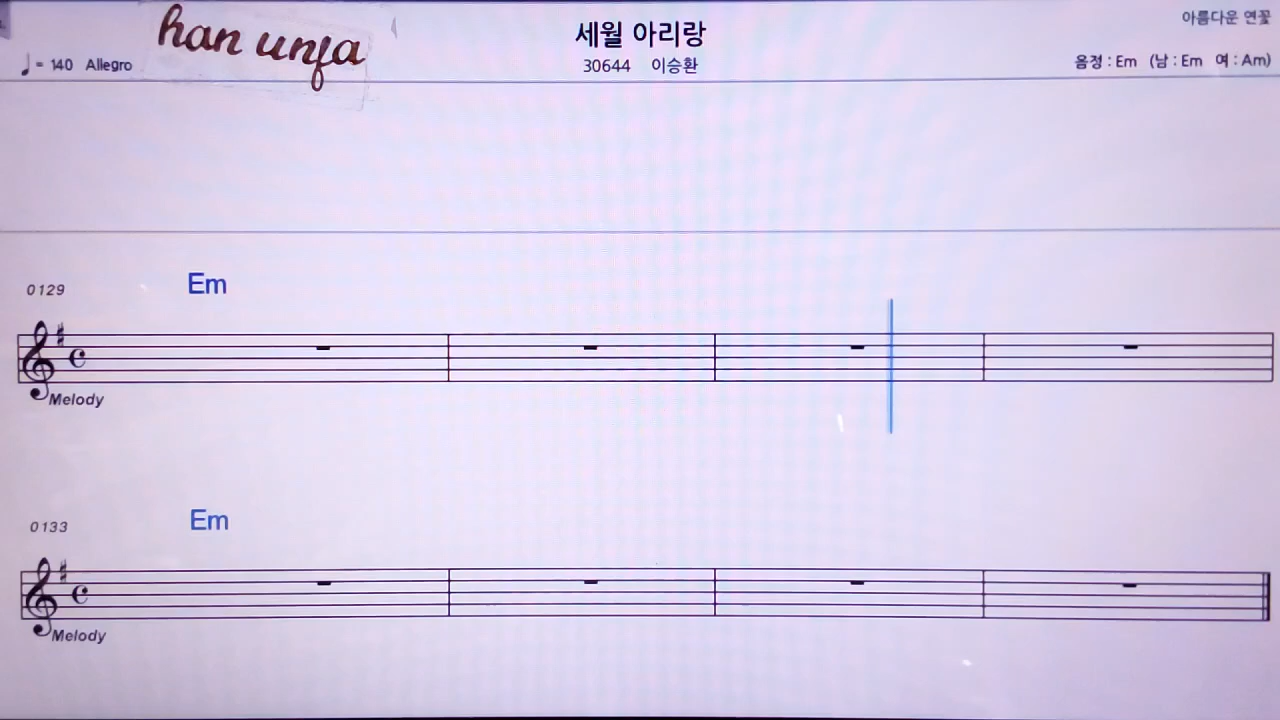 아름다운 연꽃
han unfa
세월 아리랑
♩= 140 Allegro
30644 이승환
음정 : Em (남 : Em 여 : Am)
0129 Em
Melody
0133 Em
Melody